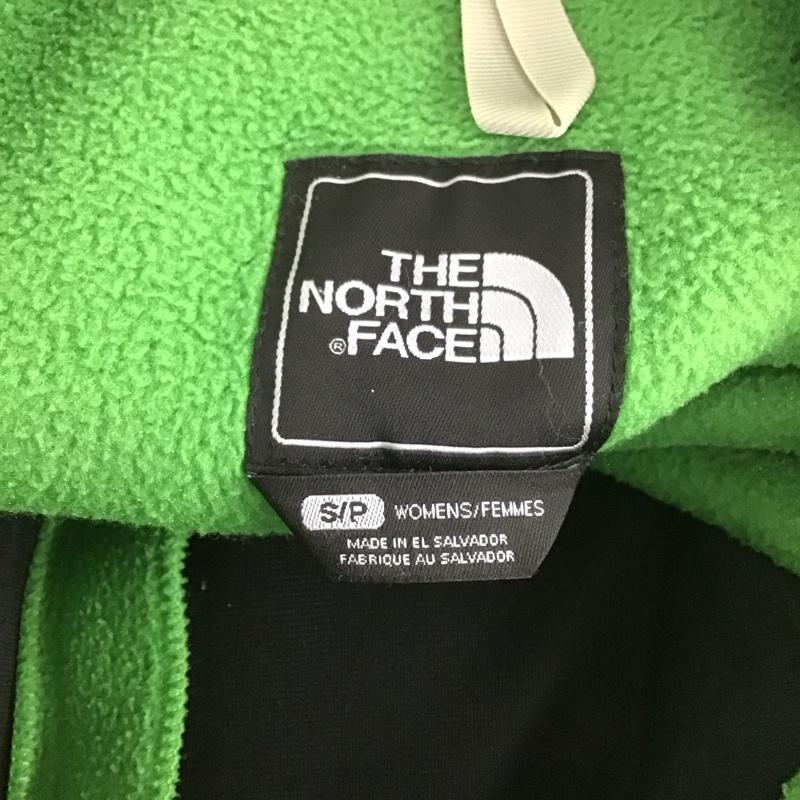 THE
NORTH
® FACE
S/P WOMENS/FEMMES
MADE IN EL SALVADOR
FABRIQUE AU SALVADOR